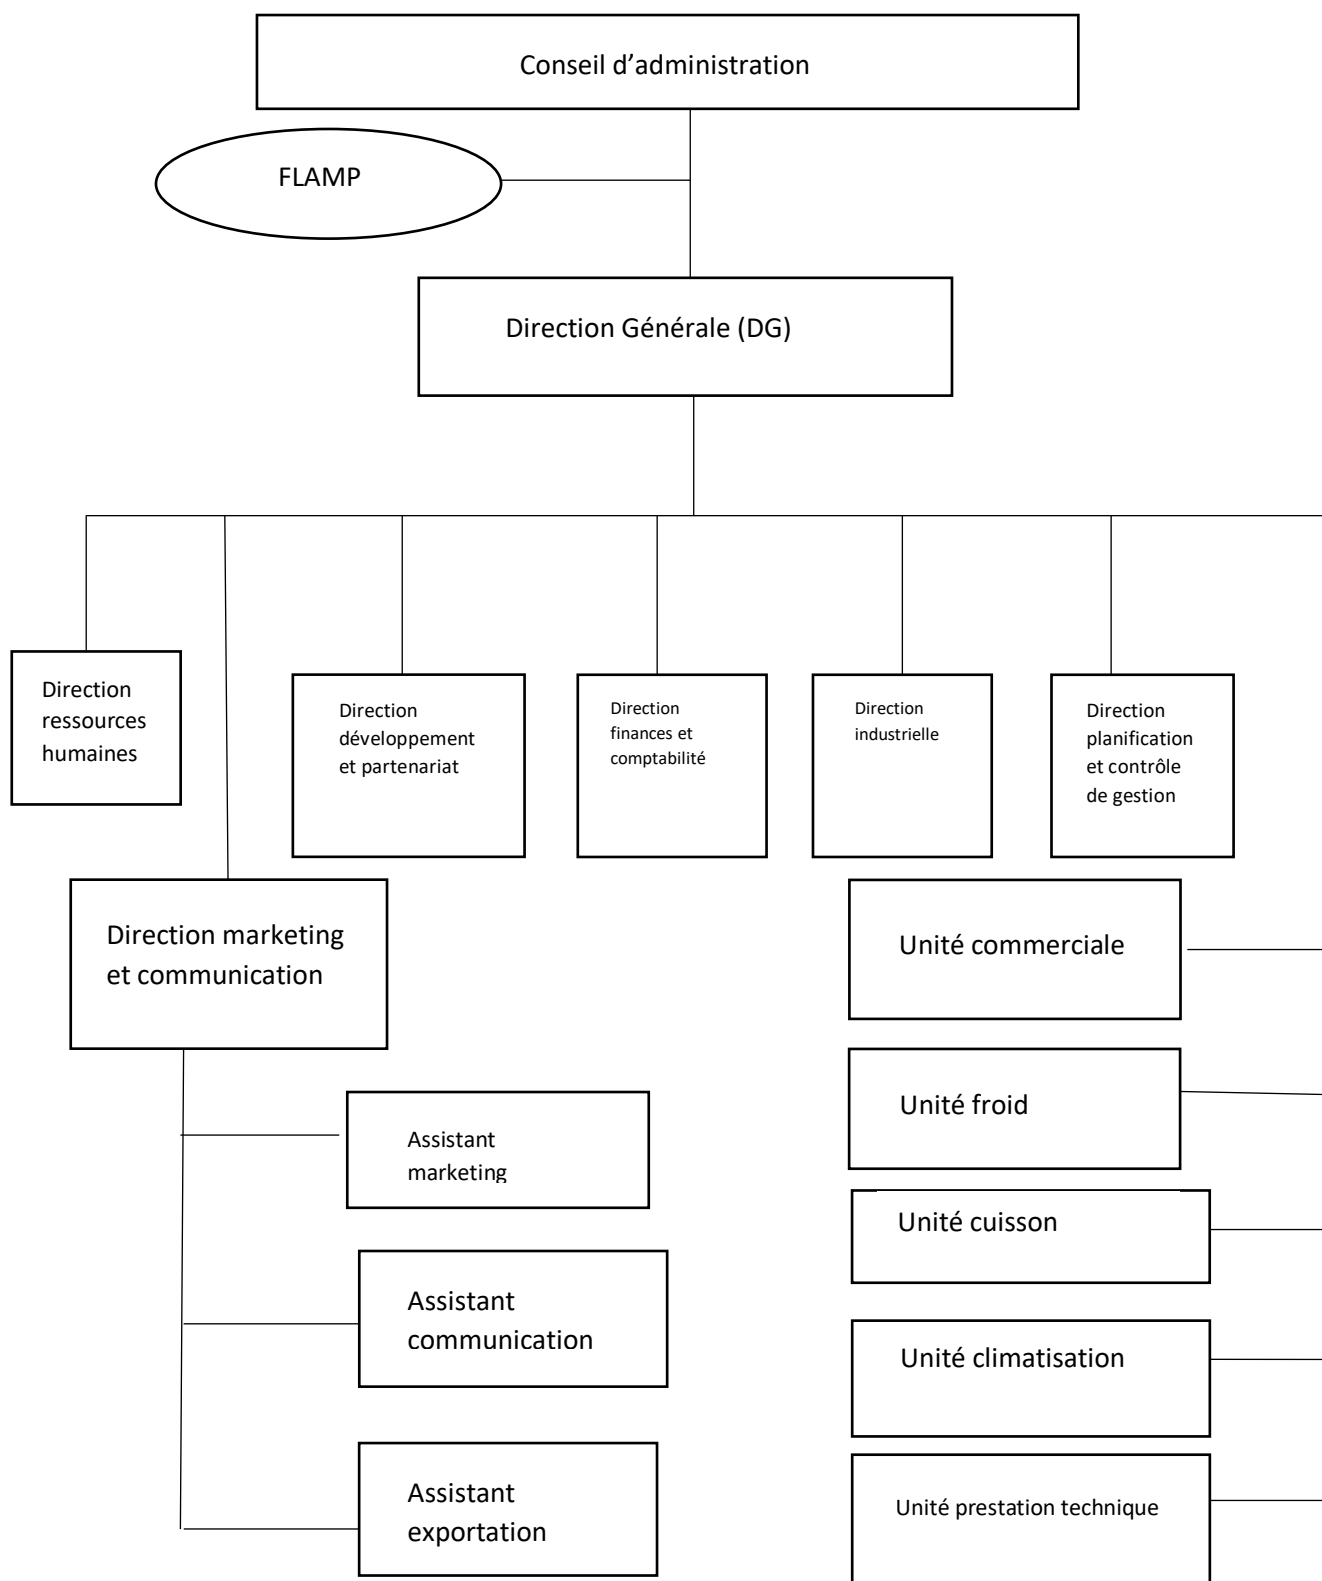 Conseil d’administration
FLAMP
Direction Générale (DG)
Direction
ressources
humaines
Direction
développement
et partenariat
Direction
finances et
comptabilité
Direction
industrielle
Direction
planification
et contrôle
de gestion
Direction marketing
et communication
Unité commerciale
Unité froid
Assistant
marketing
Unité cuisson
Assistant
communication
Unité climatisation
Assistant
exportation
Unité prestation technique